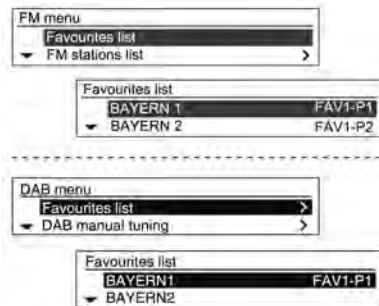 FM menu
Favourites list
FM stations list >
Favourites list
BAYERN 1 FAV1-P1
BAYERN 2 FAV1-P2
DAB menu
Favourites list >
DAB manual tuning >
Favourites list
BAYERN1 FAV1-P1
BAYERN2